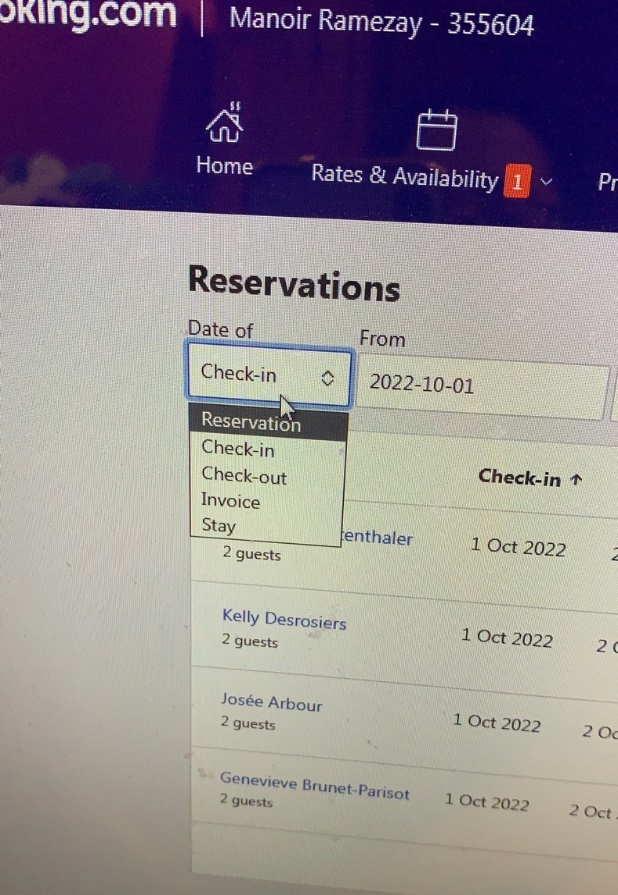 oking.com | Manoir Ramezay - 355604
Home
Rates & Availability 1
Pr
Reservations
Date of
From
Check-in
2022-10-01
Reservation
Check-in
Check-out
Invoice
Stay
Check-in ↑
enthaler
1 Oct 2022
2
2 guests
Kelly Desrosiers
1 Oct 2022
2 O
2 guests
Josée Arbour
1 Oct 2022
2 Oc
2 guests
Genevieve Brunet-Parisot
1 Oct 2022
2 Oct
2 guests